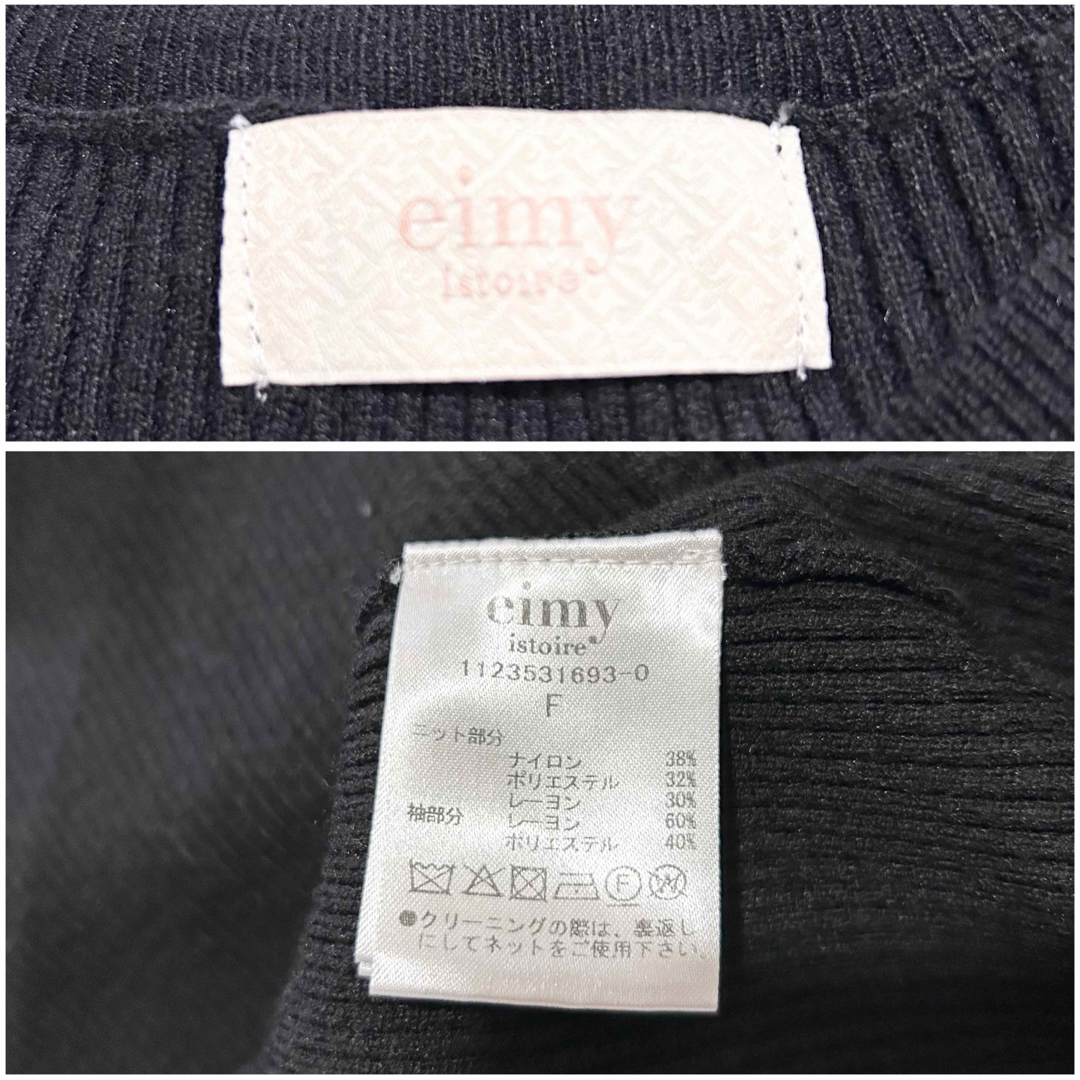 eimy
istoire
eimy
istoire
1123531693-0
F
ニット部分
ナイロン 38%
ポリエステル 32%
レーヨン 30%
袖部分 レーヨン 60%
ポリエステル 40%
F W
●クリーニングの際は、裏返し
にしてネットをご使用下さい。